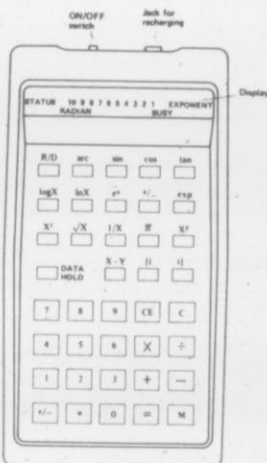 ON/OFF switch
Jack for recharging
Display
STATUS 10 9 8 7 6 5 4 3 2 1 EXPONENT
RADIAN BUSY
R/D arc sin cos tan
logX lnX eˣ +/_ exp
√X 1/X π
DATA HOLD X-Y
7 8 9 CE C
4 5 6 X ÷
1 2 3 + —
+/− 0 = M